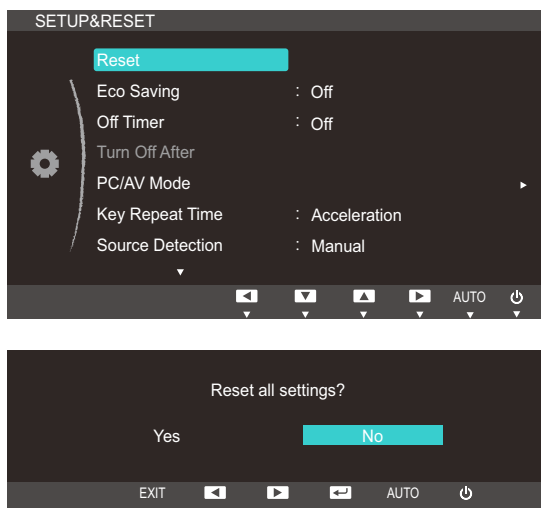 SETUP&RESET
Reset
Eco Saving : Off
Off Timer : Off
Turn Off After
PC/AV Mode
Key Repeat Time : Acceleration
Source Detection : Manual
AUTO
Reset all settings?
Yes No
EXIT AUTO